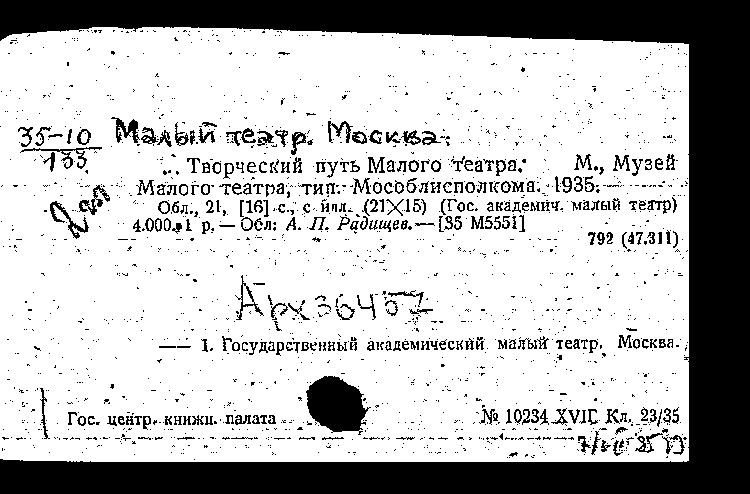 35-10 Малый театр. Москва.
133
... Творческий путь Малого театра. М., Музей
Малого театра, тип. Мособлисполкома. 1935.
Обл., 21, [16] с., с илл. (21×15) (Гос. академич. малый театр)
4.000. 1 р. — Обл: А. П. Радищев. — [35 М5551]
792 (47.311)
Арх36457
—— 1. Государственный академический малый театр. Москва.
Гос. центр. книжн. палата № 10234 XVII Кл. 23/35